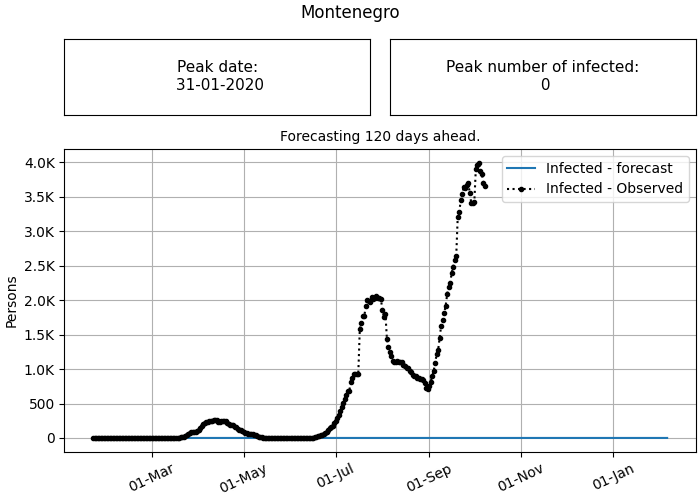 Montenegro
Peak date:
31-01-2020
Peak number of infected:
0
Forecasting 120 days ahead.
Infected - forecast
Infected - Observed
Persons
4.0K
3.5K
3.0K
2.5K
2.0K
1.5K
1.0K
500
0
01-Mar
01-May
01-Jul
01-Sep
01-Nov
01-Jan